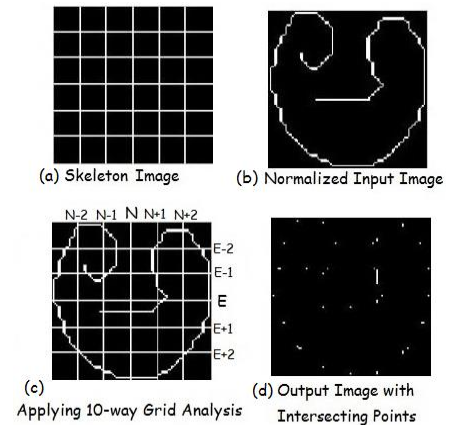 (a) Skeleton Image
(b) Normalized Input Image
N-2 N-1 N N+1 N+2
E-2
E-1
E
E+1
E+2
(c)
Applying 10-way Grid Analysis
(d) Output Image with
Intersecting Points